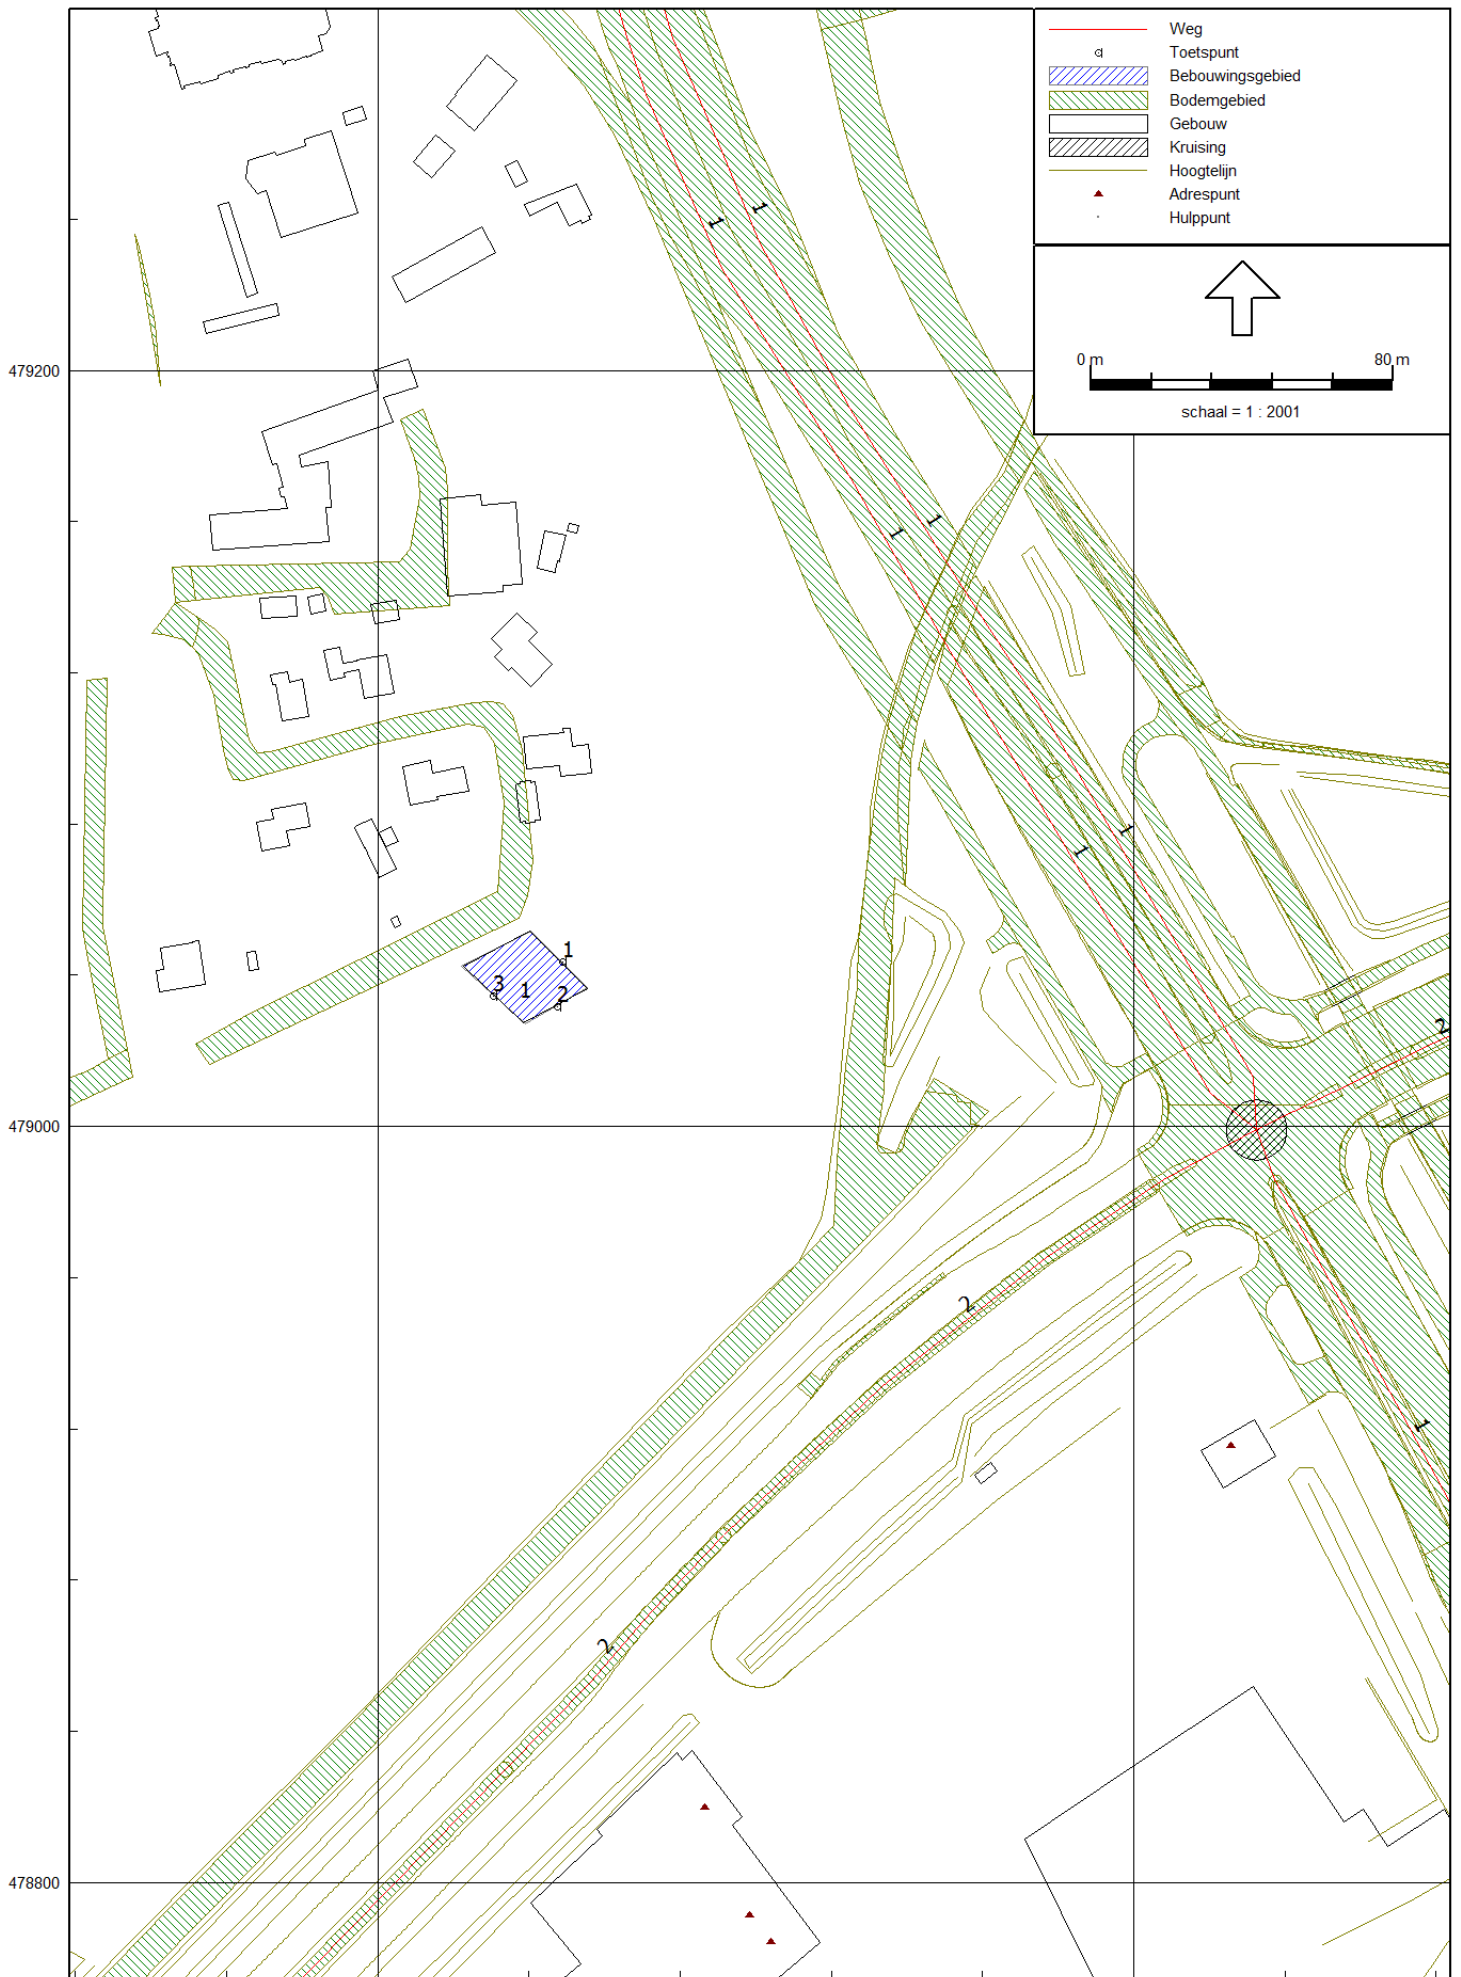 Weg
Toetspunt
Bebouwingsgebied
Bodemgebied
Gebouw
Kruising
Hoogtelijn
Adrespunt
Hulppunt
0 m 80 m
schaal = 1 : 2001
1
1
479200
1
1
1
1
1
3
1
2
2
479000
2
1
2
478800